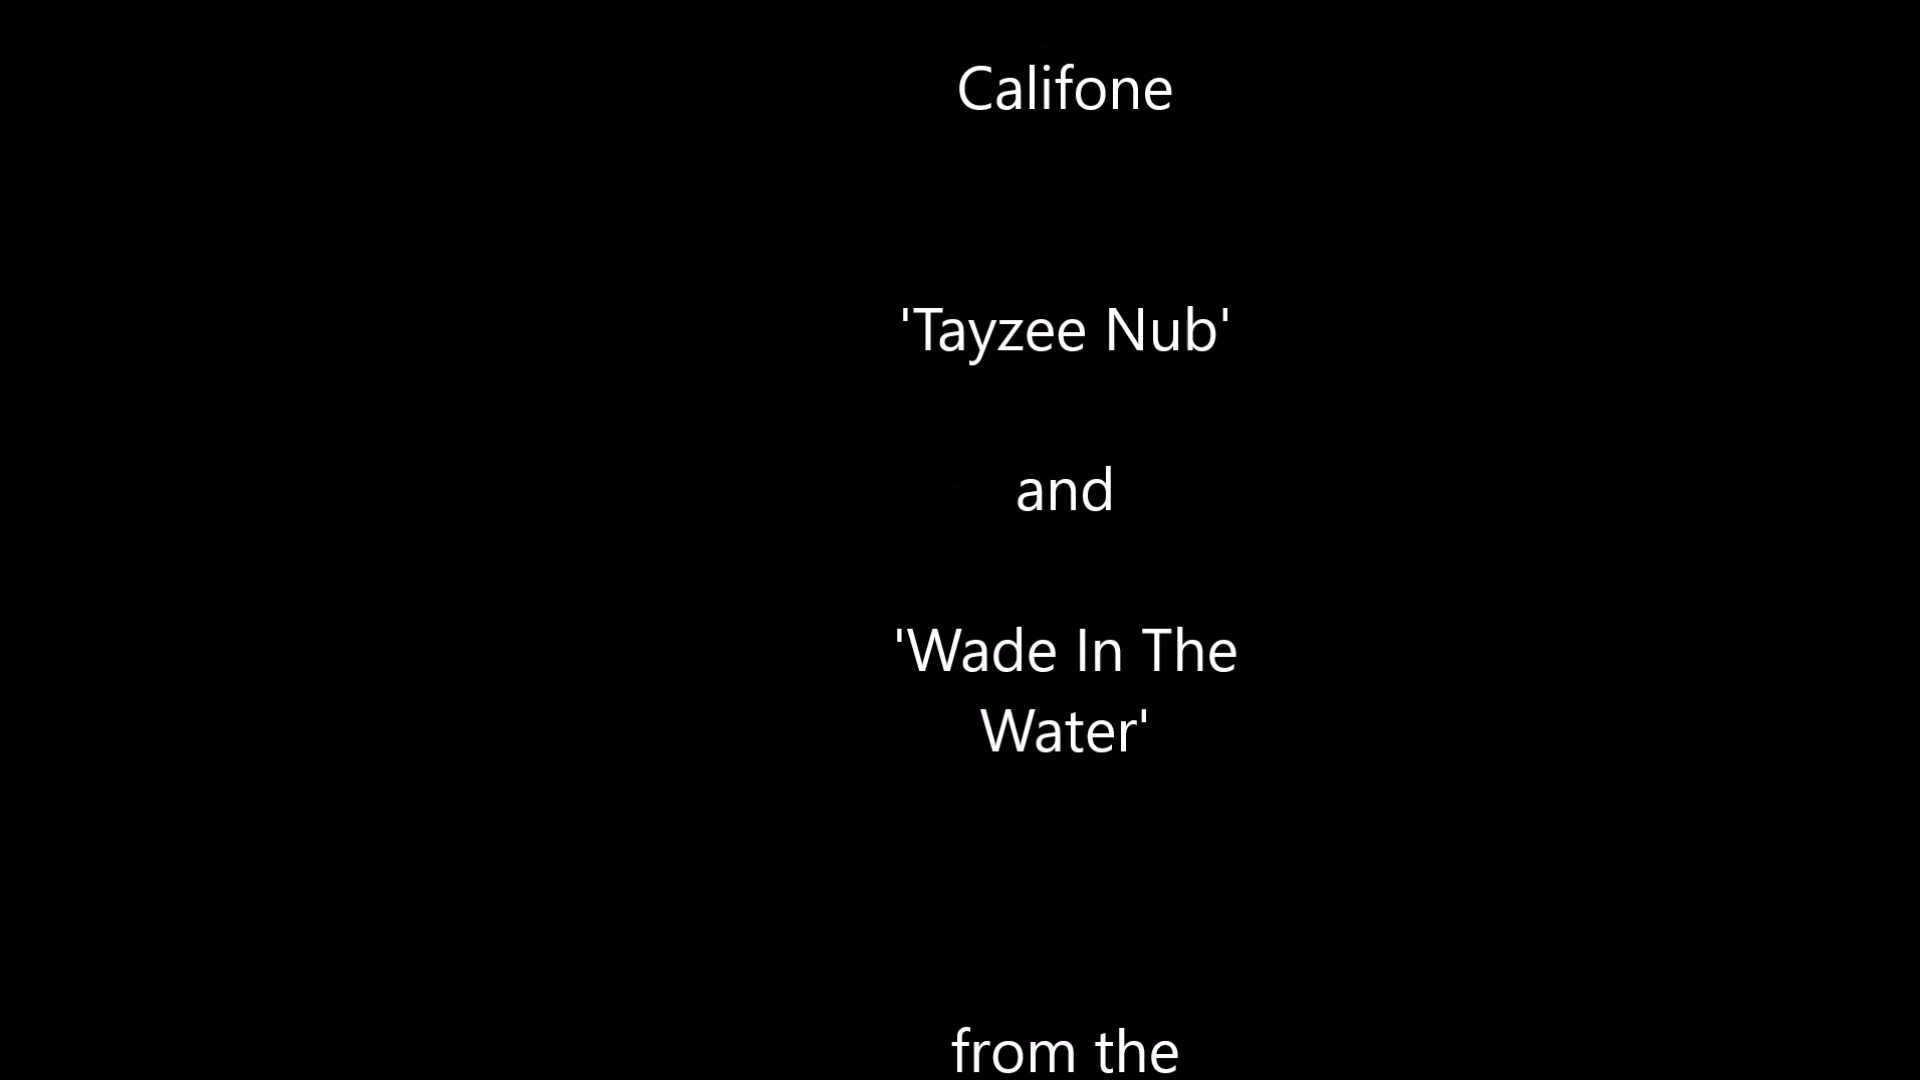 Califone
'Tayzee Nub'
and
'Wade In The
Water'
from the